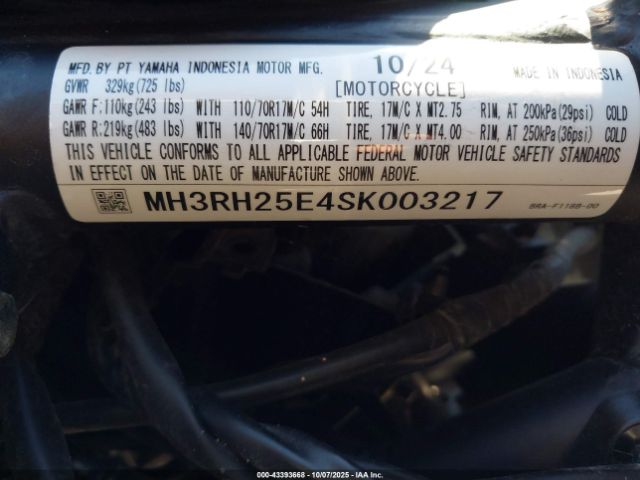 MFD. BY PT YAMAHA INDONESIA MOTOR MFG. 10/24 MADE IN INDONESIA
GVWR 329kg(725 lbs) [MOTORCYCLE]
GAWR F:110kg(243 lbs) WITH 110/70R17M/C 54H TIRE, 17M/C X MT2.75 RIM, AT 200kPa(29psi) COLD
GAWR R:219kg(483 lbs) WITH 140/70R17M/C 66H TIRE, 17M/C X MT4.00 RIM, AT 250kPa(36psi) COLD
THIS VEHICLE CONFORMS TO ALL APPLICABLE FEDERAL MOTOR VEHICLE SAFETY STANDARDS
IN EFFECT ON THE DATE OF MANUFACTURE SHOWN ABOVE.
MH3RH25E4SK003217
000-43393668 - 10/07/2025 - IAA Inc.